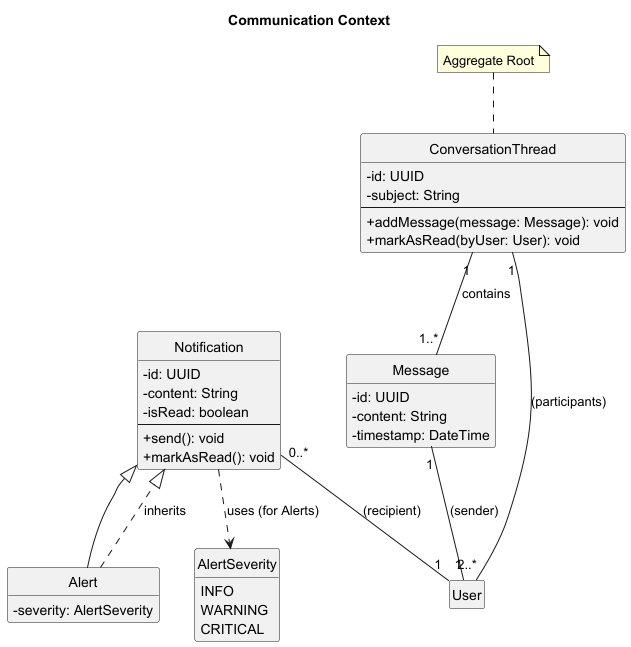 Communication Context
Aggregate Root
ConversationThread
-id: UUID
-subject: String
+addMessage(message: Message): void
+markAsRead(byUser: User): void
1
1
contains
1..*
Notification
-id: UUID
-content: String
-isRead: boolean
+send(): void
+markAsRead(): void
Message
-id: UUID
-content: String
-timestamp: DateTime
(participants)
0..*
1
inherits
uses (for Alerts)
(recipient)
(sender)
Alert
-severity: AlertSeverity
AlertSeverity
INFO
WARNING
CRITICAL
1
1
2..*
User